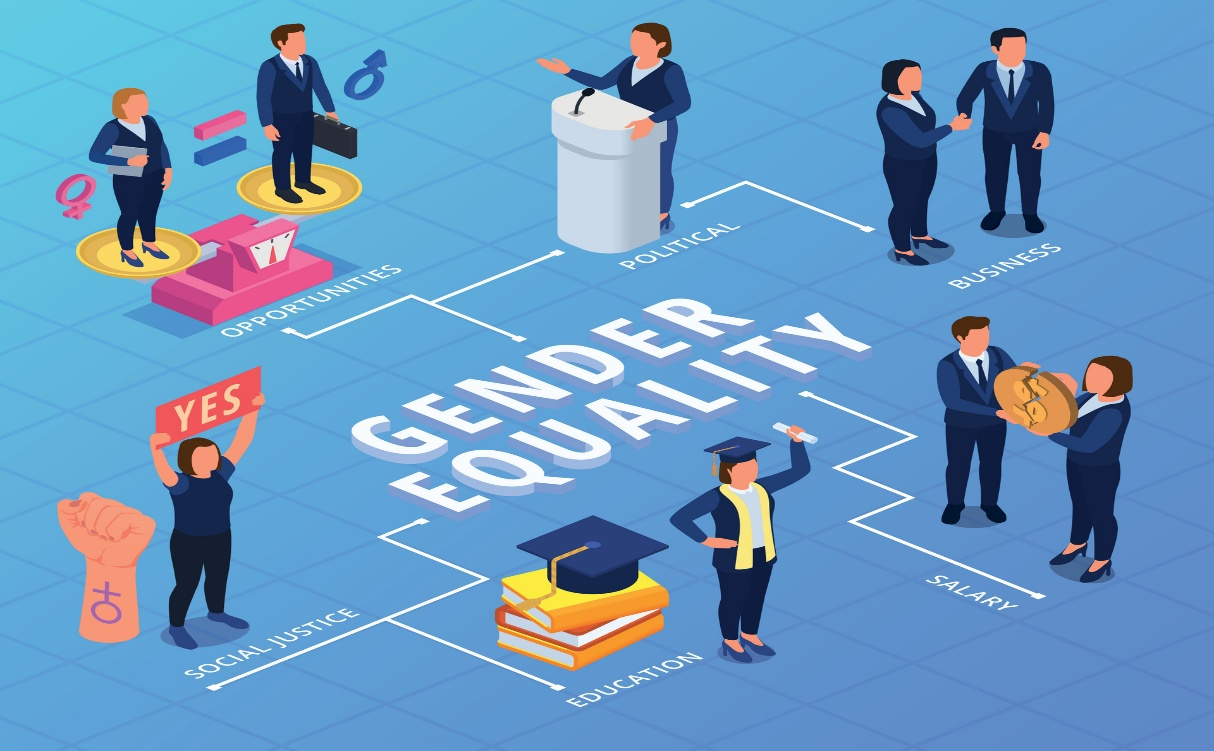 POLITICAL
BUSINESS
OPPORTUNITIES
GENDER
EQUALITY
YES
SALARY
SOCIAL JUSTICE
EDUCATION